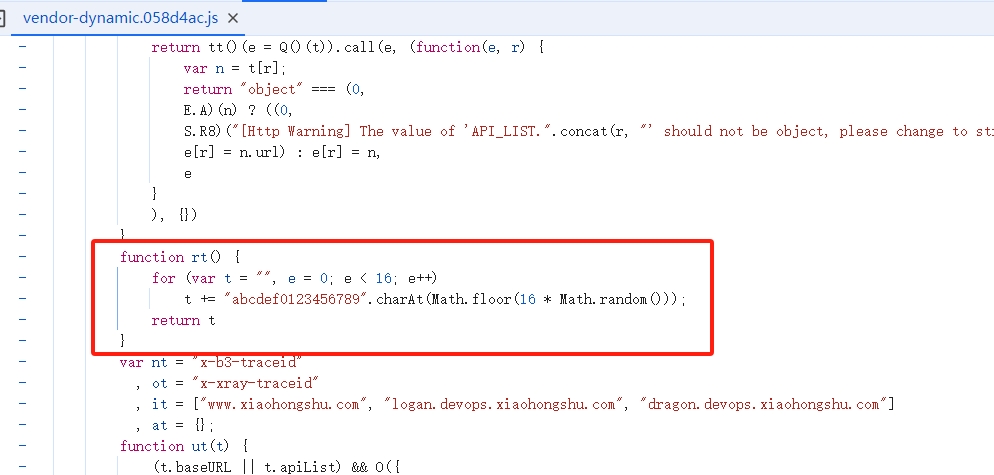 vendor-dynamic.058d4ac.js ×
return tt()(e = Q()(t)).call(e, (function(e, r) {
var n = t[r];
return "object" === (0,
E.A)(n) ? ((0,
S.R8)("[Http Warning] The value of 'API_LIST.".concat(r, "' should not be object, please change to st
e[r] = n.url) : e[r] = n,
e
}
), {})
}
function rt() {
for (var t = "", e = 0; e < 16; e++)
t += "abcdef0123456789".charAt(Math.floor(16 * Math.random()));
return t
}
var nt = "x-b3-traceid"
, ot = "x-xray-traceid"
, it = ["www.xiaohongshu.com", "logan.devops.xiaohongshu.com", "dragon.devops.xiaohongshu.com"]
, at = {};
function ut(t) {
(t.baseURL || t.apiList) && O({